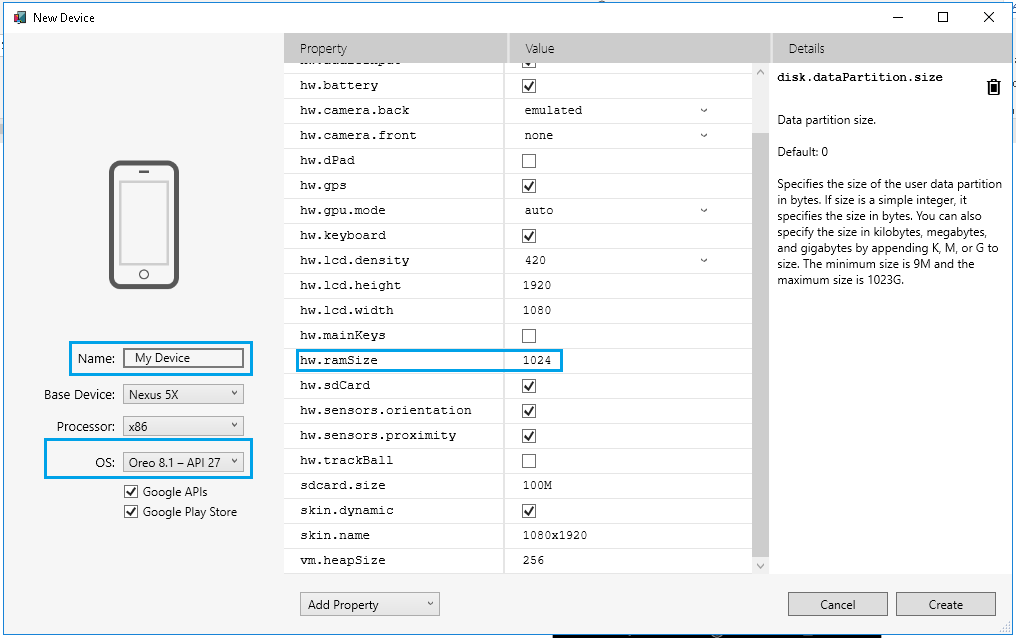 New Device
Property Value Details
hw.battery
hw.camera.back emulated
hw.camera.front none
hw.dPad
hw.gps
hw.gpu.mode auto
hw.keyboard
hw.lcd.density 420
hw.lcd.height 1920
hw.lcd.width 1080
hw.mainKeys
hw.ramSize 1024
hw.sdCard
hw.sensors.orientation
hw.sensors.proximity
hw.trackBall
sdcard.size 100M
skin.dynamic
skin.name 1080x1920
vm.heapSize 256
Name: My Device
Base Device: Nexus 5X
Processor: x86
OS: Oreo 8.1 – API 27
Google APIs
Google Play Store
disk.dataPartition.size
Data partition size.
Default: 0
Specifies the size of the user data partition
in bytes. If size is a simple integer, it
specifies the size in bytes. You can also
specify the size in kilobytes, megabytes,
and gigabytes by appending K, M, or G to
size. The minimum size is 9M and the
maximum size is 1023G.
Add Property
Cancel Create